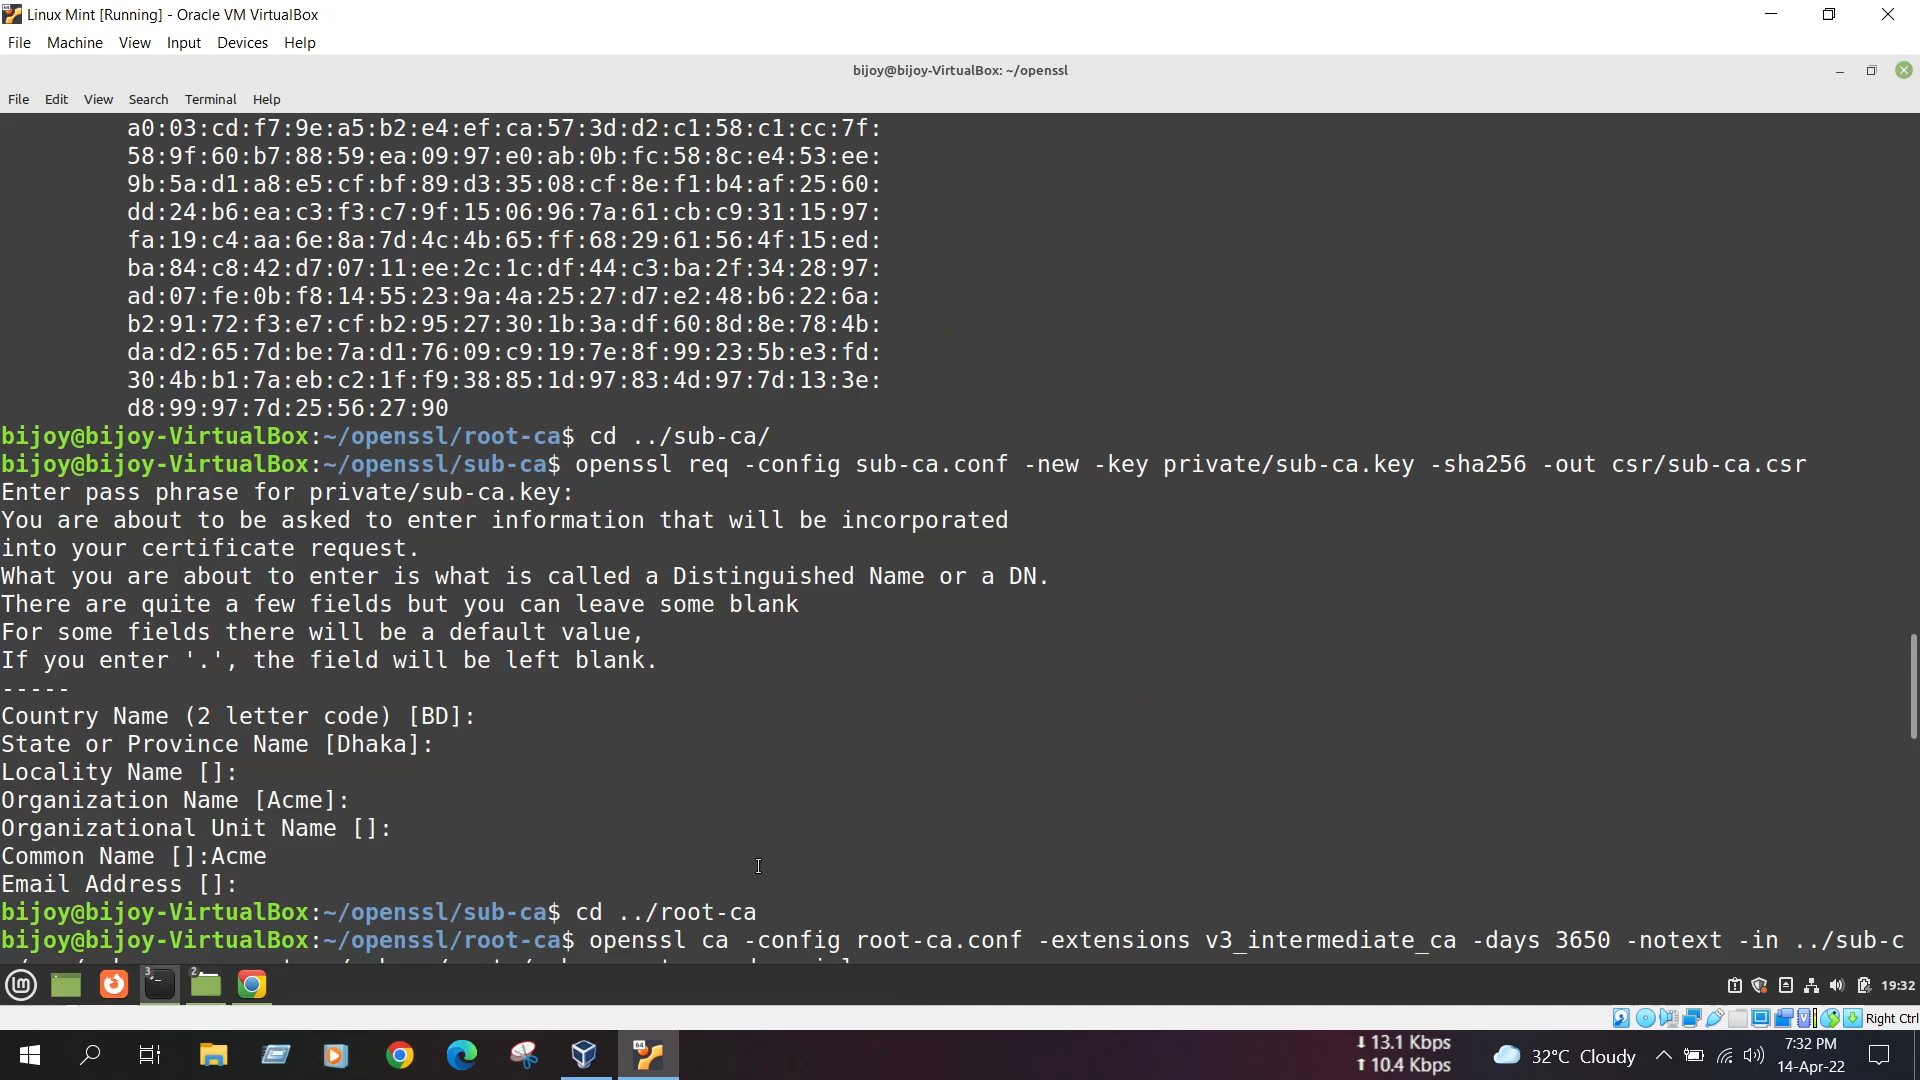 Linux Mint [Running] - Oracle VM VirtualBox
File Machine View Input Devices Help
bijoy@bijoy-VirtualBox: ~/openssl
File Edit View Search Terminal Help
a0:03:cd:f7:9e:a5:b2:e4:ef:ca:57:3d:d2:c1:58:c1:cc:7f:
58:9f:60:b7:88:59:ea:09:97:e0:ab:0b:fc:58:8c:e4:53:ee:
9b:5a:d1:a8:e5:cf:bf:89:d3:35:08:cf:8e:f1:b4:af:25:60:
dd:24:b6:ea:c3:f3:c7:9f:15:06:96:7a:61:cb:c9:31:15:97:
fa:19:c4:aa:6e:8a:7d:4c:4b:65:ff:68:29:61:56:4f:15:ed:
ba:84:c8:42:d7:07:11:ee:2c:1c:df:44:c3:ba:2f:34:28:97:
ad:07:fe:0b:f8:14:55:23:9a:4a:25:27:d7:e2:48:b6:22:6a:
b2:91:72:f3:e7:cf:b2:95:27:30:1b:3a:df:60:8d:8e:78:4b:
da:d2:65:7d:be:7a:d1:76:09:c9:19:7e:8f:99:23:5b:e3:fd:
30:4b:b1:7a:eb:c2:1f:f9:38:85:1d:97:83:4d:97:7d:13:3e:
d8:99:97:7d:25:56:27:90
bijoy@bijoy-VirtualBox:~/openssl/root-ca$ cd ../sub-ca/
bijoy@bijoy-VirtualBox:~/openssl/sub-ca$ openssl req -config sub-ca.conf -new -key private/sub-ca.key -sha256 -out csr/sub-ca.csr
Enter pass phrase for private/sub-ca.key:
You are about to be asked to enter information that will be incorporated
into your certificate request.
What you are about to enter is what is called a Distinguished Name or a DN.
There are quite a few fields but you can leave some blank
For some fields there will be a default value,
If you enter '.', the field will be left blank.
-----
Country Name (2 letter code) [BD]:
State or Province Name [Dhaka]:
Locality Name []:
Organization Name [Acme]:
Organizational Unit Name []:
Common Name []:Acme
Email Address []:
bijoy@bijoy-VirtualBox:~/openssl/sub-ca$ cd ../root-ca
bijoy@bijoy-VirtualBox:~/openssl/root-ca$ openssl ca -config root-ca.conf -extensions v3_intermediate_ca -days 3650 -notext -in ../sub-c
3
2
19:32
Right Ctrl
13.1 Kbps
10.4 Kbps
32°C Cloudy
7:32 PM
14-Apr-22